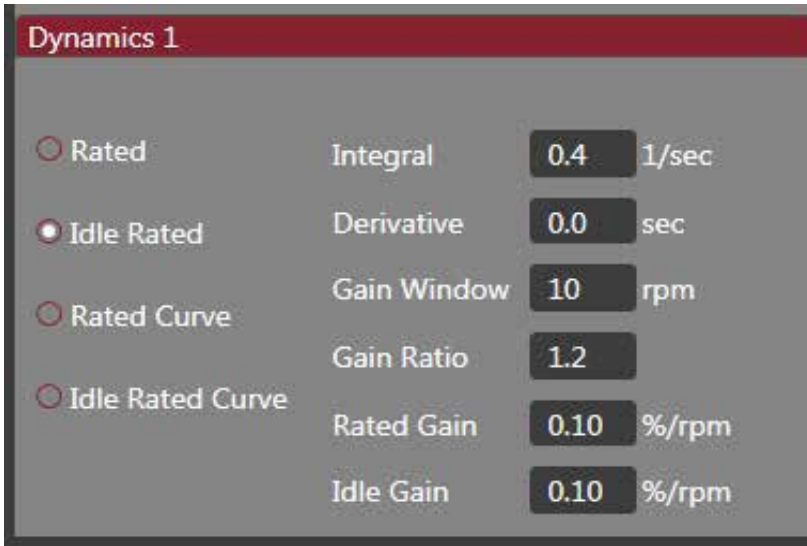 Dynamics 1
Rated
Idle Rated
Rated Curve
Idle Rated Curve
Integral 0.4 1/sec
Derivative 0.0 sec
Gain Window 10 rpm
Gain Ratio 1.2
Rated Gain 0.10 %/rpm
Idle Gain 0.10 %/rpm